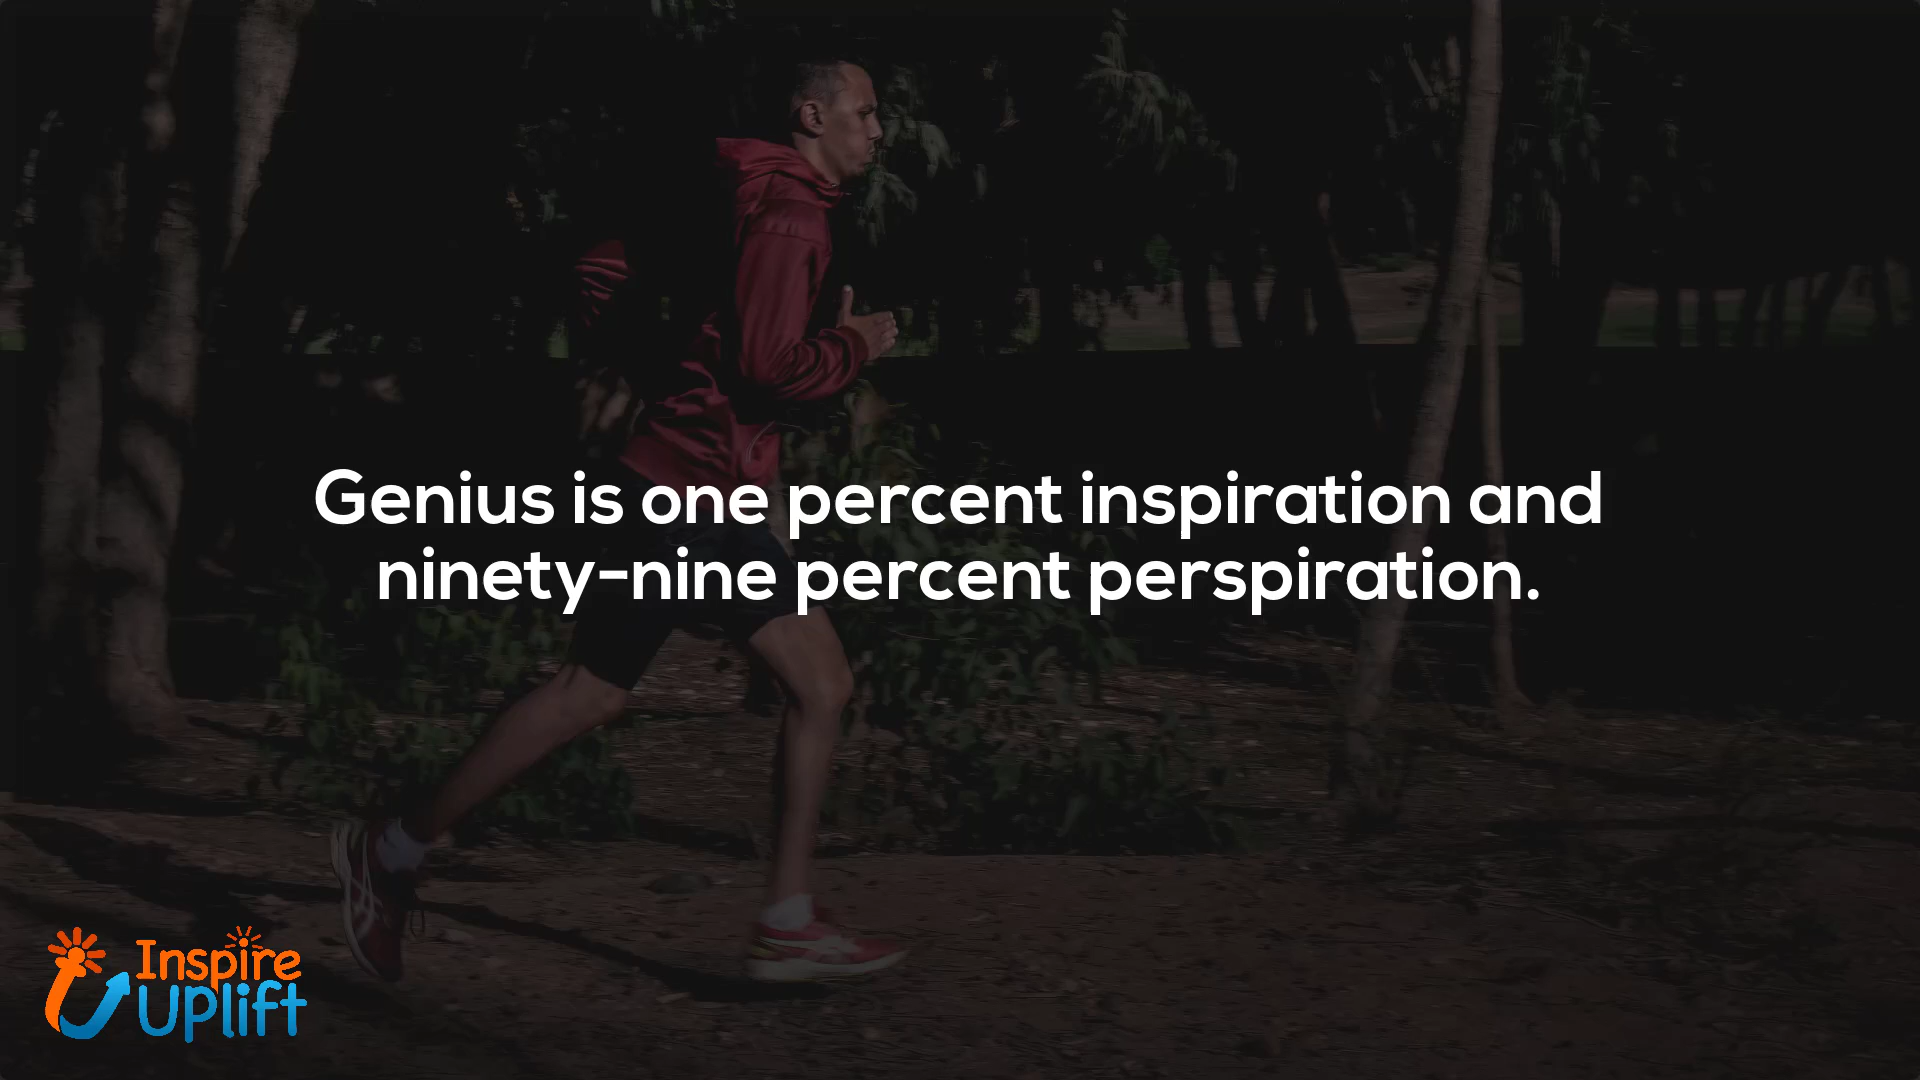 Genius is one percent inspiration and
ninety-nine percent perspiration.
Inspire
Uplift